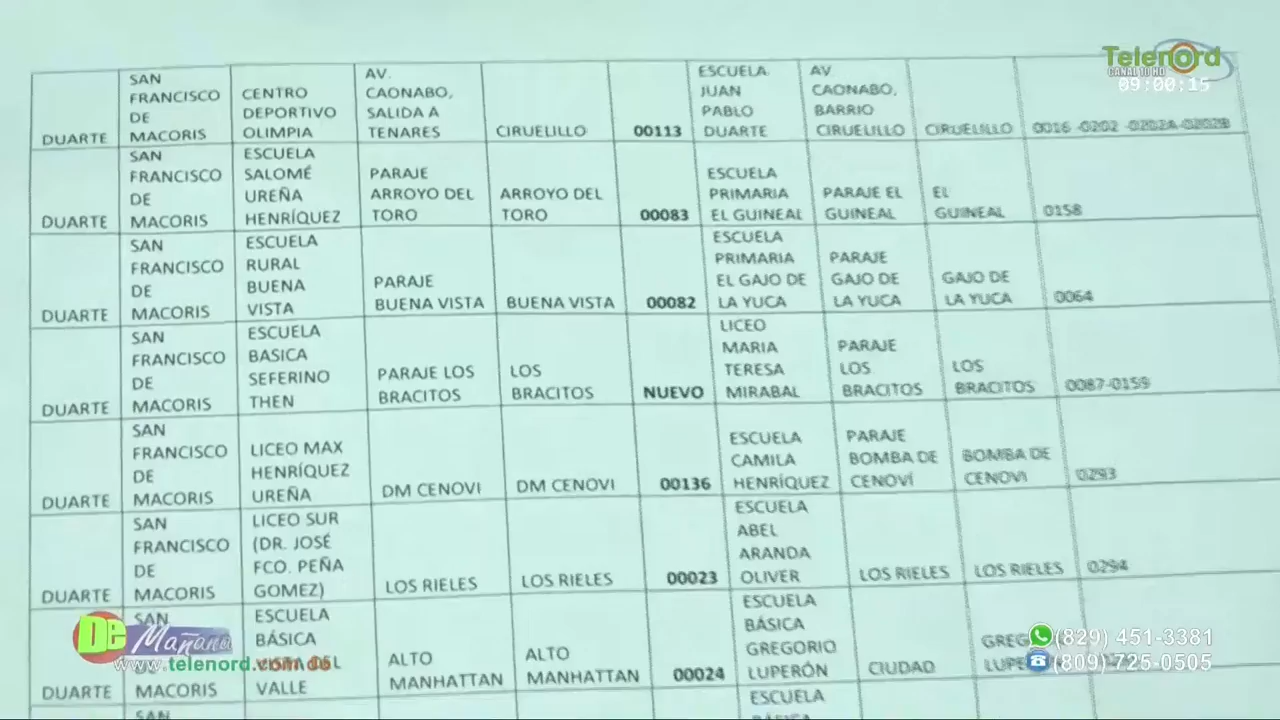 Telenord
CANAL 10 HD
09:00:15
DUARTE
SAN
FRANCISCO
DE
MACORIS
CENTRO
DEPORTIVO
OLIMPIA
AV.
CAONABO,
SALIDA A
TENARES
CIRUELILLO
00113
ESCUELA
JUAN
PABLO
DUARTE
AV
CAONABO,
BARRIO
CIRUELILLO
CIRUELILLO
0016 -0202 -0202A-0202B
DUARTE
SAN
FRANCISCO
DE
MACORIS
ESCUELA
SALOMÉ
UREÑA
HENRÍQUEZ
PARAJE
ARROYO DEL
TORO
ARROYO DEL
TORO
00083
ESCUELA
PRIMARIA
EL GUINEAL
PARAJE EL
GUINEAL
EL
GUINEAL
0158
DUARTE
SAN
FRANCISCO
DE
MACORIS
ESCUELA
RURAL
BUENA
VISTA
PARAJE
BUENA VISTA
BUENA VISTA
00082
ESCUELA
PRIMARIA
EL GAJO DE
LA YUCA
PARAJE
GAJO DE
LA YUCA
GAJO DE
LA YUCA
0064
DUARTE
SAN
FRANCISCO
DE
MACORIS
ESCUELA
BASICA
SEFERINO
THEN
PARAJE LOS
BRACITOS
LOS
BRACITOS
NUEVO
LICEO
MARIA
TERESA
MIRABAL
PARAJE
LOS
BRACITOS
LOS
BRACITOS
0087-0159
DUARTE
SAN
FRANCISCO
DE
MACORIS
LICEO MAX
HENRÍQUEZ
UREÑA
DM CENOVI
DM CENOVI
00136
ESCUELA
CAMILA
HENRÍQUEZ
PARAJE
BOMBA DE
CENOVÍ
BOMBA DE
CENOVI
0293
DUARTE
SAN
FRANCISCO
DE
MACORIS
LICEO SUR
(DR. JOSÉ
FCO. PEÑA
GOMEZ)
LOS RIELES
LOS RIELES
00023
ESCUELA
ABEL
ARANDA
OLIVER
LOS RIELES
LOS RIELES
0294
DUARTE
SAN
MACORIS
ESCUELA
BÁSICA
VISTA DEL
VALLE
ALTO
MANHATTAN
ALTO
MANHATTAN
00024
ESCUELA
BÁSICA
GREGORIO
LUPERÓN
CIUDAD
SAN
ESCUELA
BÁSICA
De Mañana
www.telenord.com.do
(829) 451-3381
(809) 725-0505